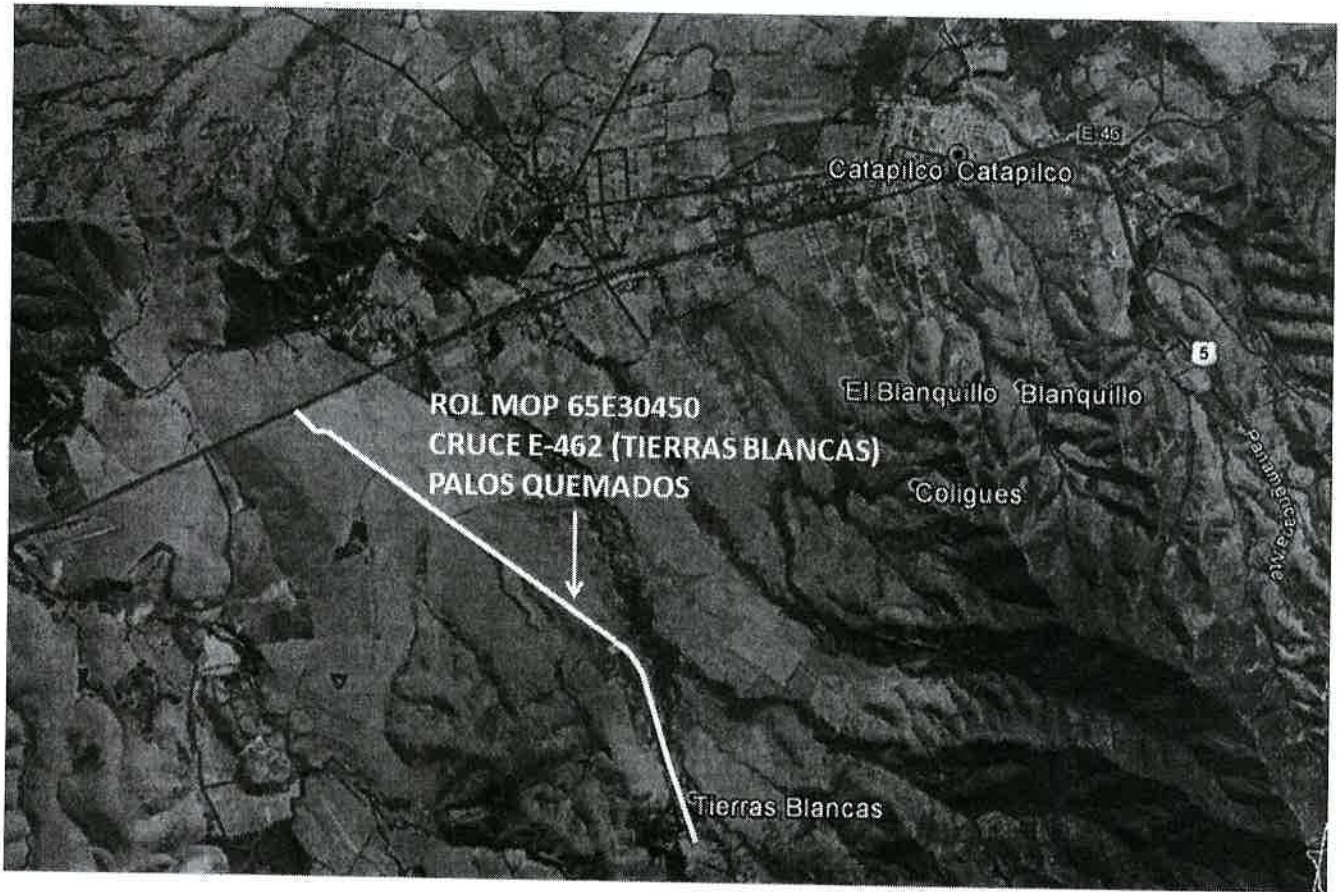 E-46
Catapilco Catapilco
5
El Blanquillo Blanquillo
ROL MOP 65E30450
CRUCE E-462 (TIERRAS BLANCAS)
PALOS QUEMADOS
Coligues
Panamericana Nte
Tierras Blancas